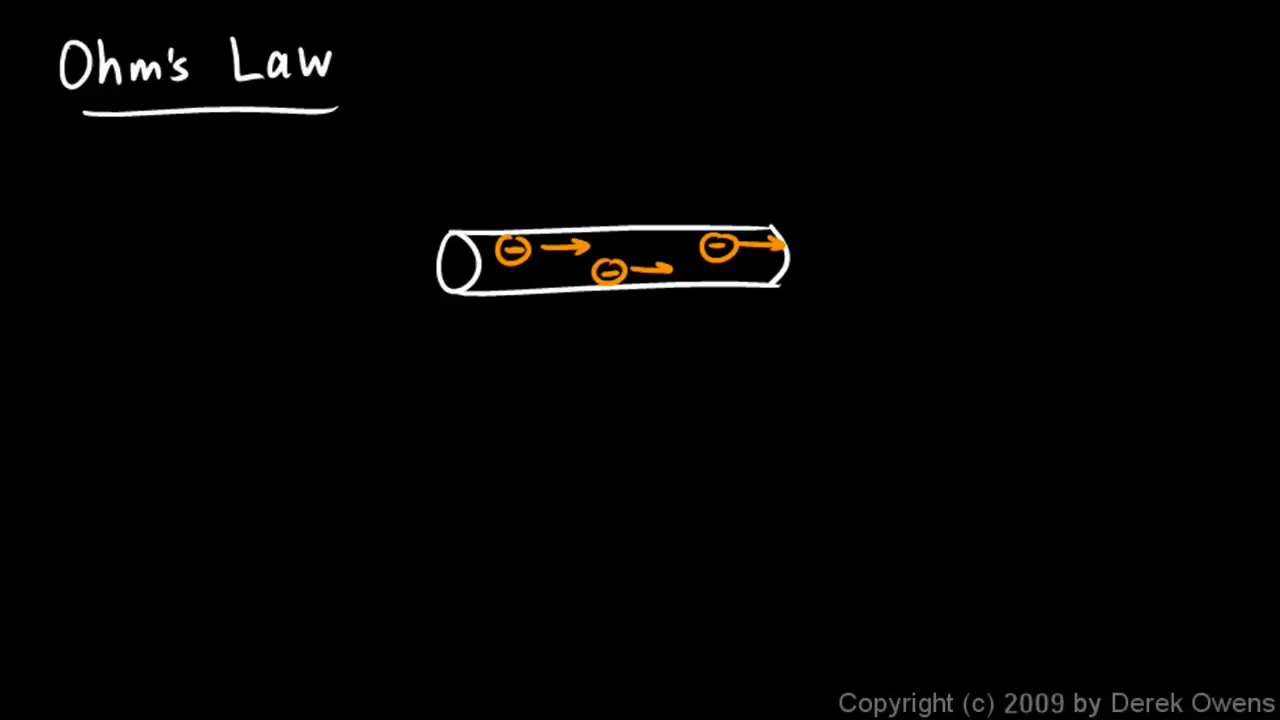 Ohm's Law
⊖ → ⊖ → ⊖ →
Copyright (c) 2009 by Derek Owens